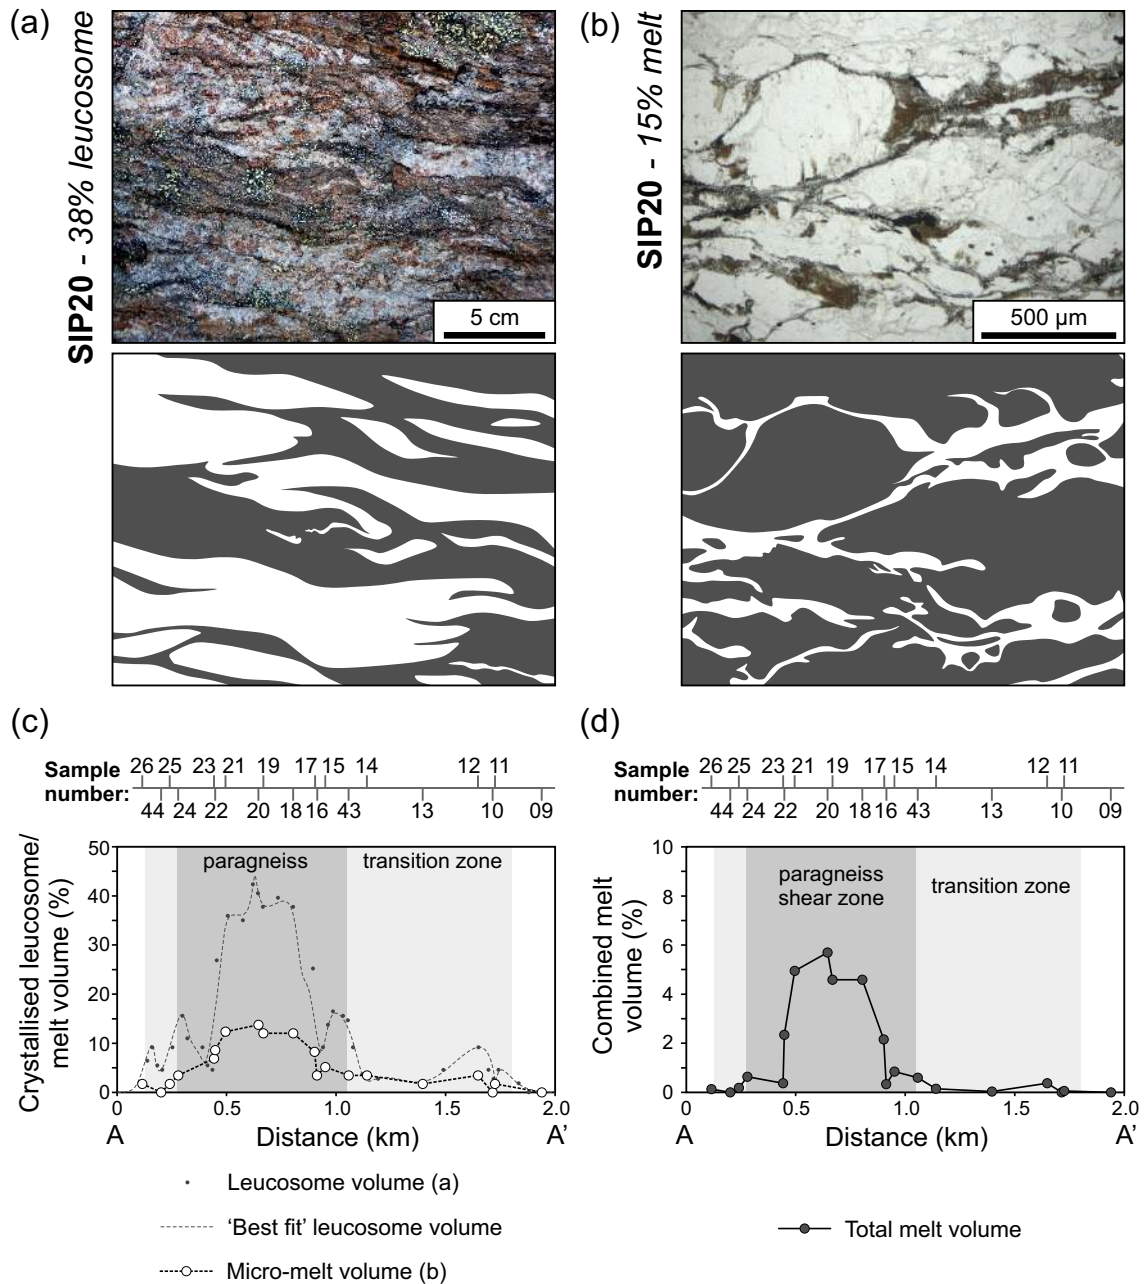 (a)
SIP20 - 38% leucosome
5 cm
(b)
SIP20 - 15% melt
500 µm
(c)
Sample number:
26 25 23 21 19 17 15 14 12 11
44 24 22 20 18 16 43 13 10 09
Crystallised leucosome/
melt volume (%)
50
40
30
20
10
0
paragneiss
transition zone
0 0.5 1.0 1.5 2.0
A Distance (km) A'
Leucosome volume (a)
'Best fit' leucosome volume
Micro-melt volume (b)
(d)
Sample number:
26 25 23 21 19 17 15 14 12 11
44 24 22 20 18 16 43 13 10 09
Combined melt
volume (%)
10
8
6
4
2
0
paragneiss
shear zone
transition zone
0 0.5 1.0 1.5 2.0
A Distance (km) A'
Total melt volume